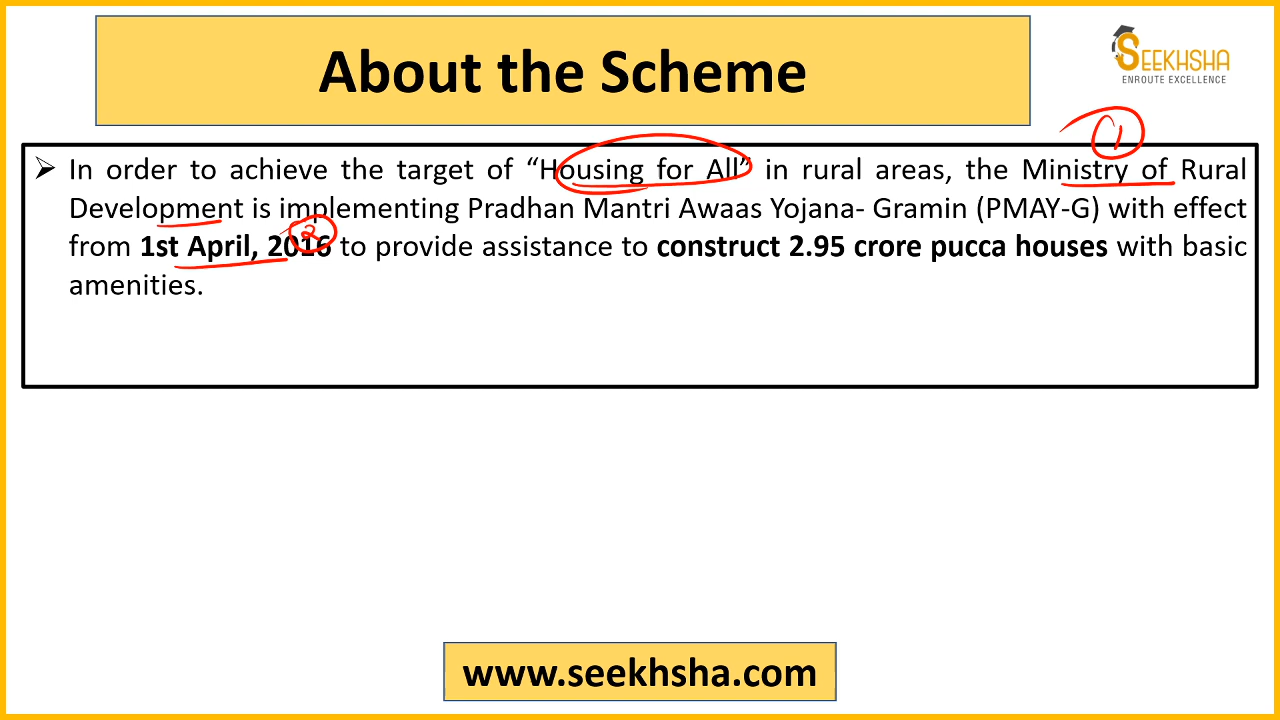 About the Scheme
SEEKHSHA
ENROUTE EXCELLENCE
1
➢ In order to achieve the target of “Housing for All” in rural areas, the Ministry of Rural
Development is implementing Pradhan Mantri Awaas Yojana- Gramin (PMAY-G) with effect
2
from 1st April, 2016 to provide assistance to construct 2.95 crore pucca houses with basic
amenities.
www.seekhsha.com